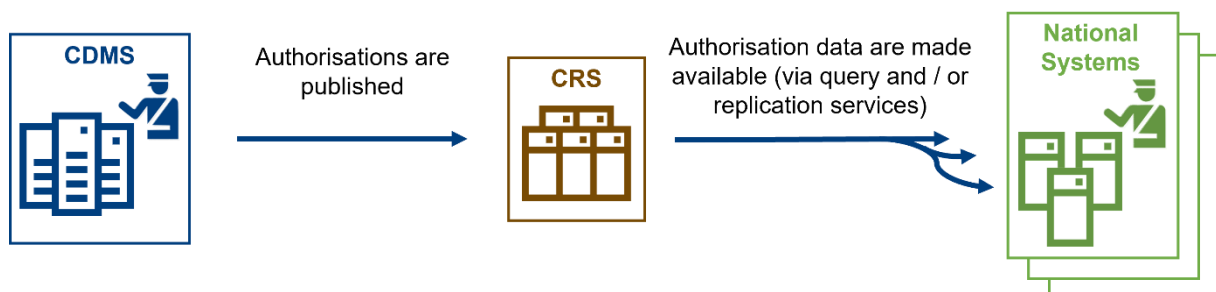 CDMS
Authorisations are
published
CRS
Authorisation data are made
available (via query and / or
replication services)
National
Systems